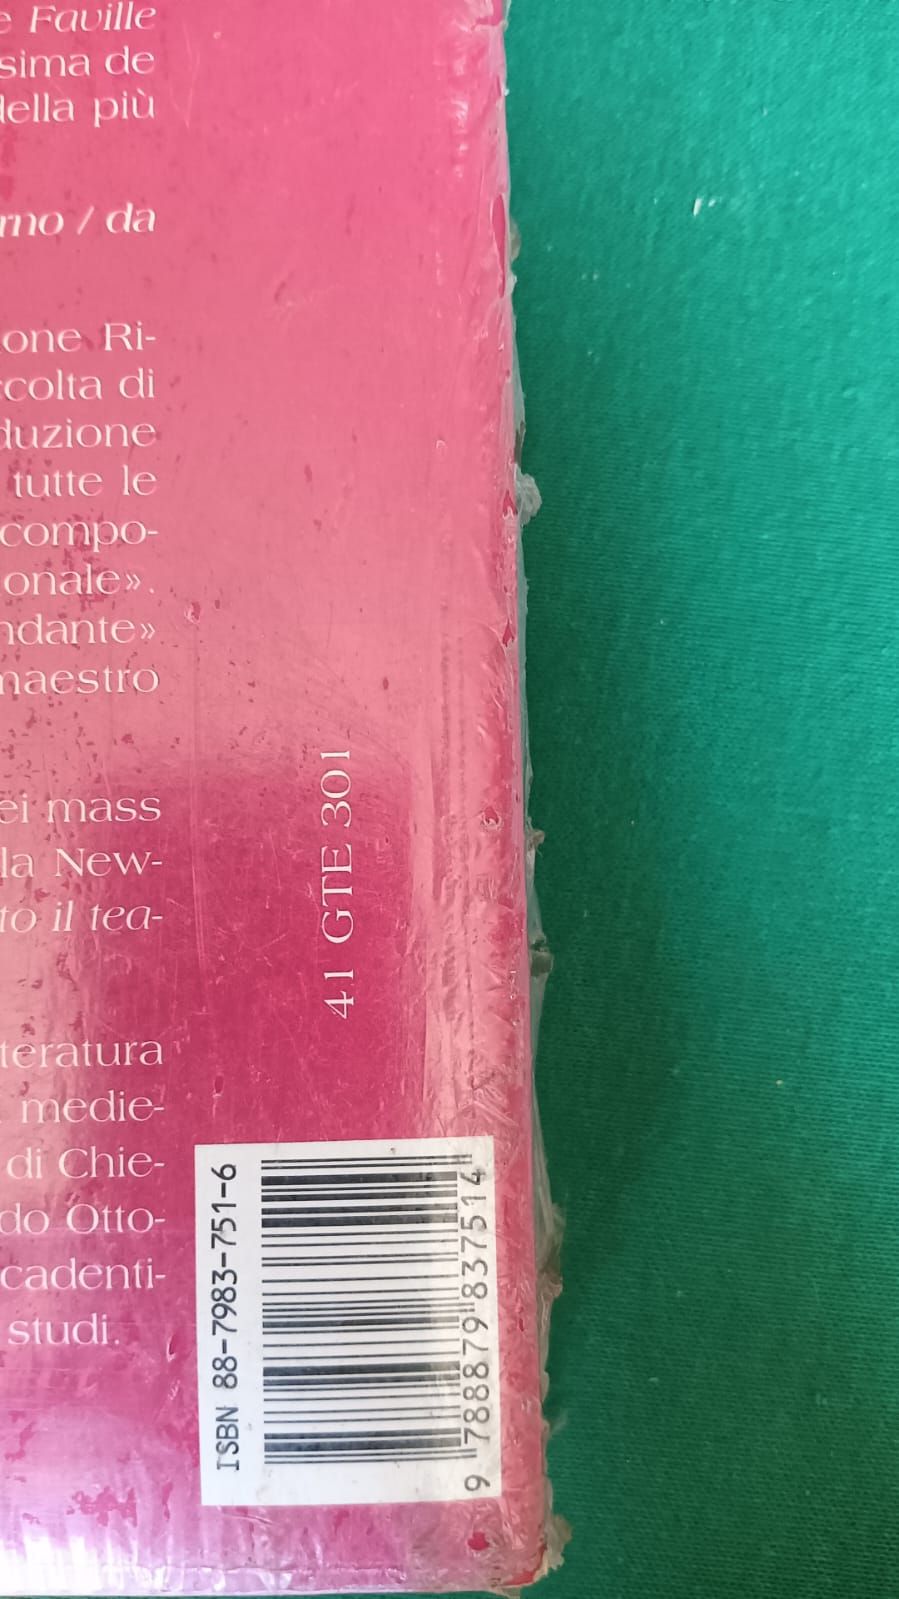 e Faville
sima de
della più
rno / da
one Ri-
ccolta di
duzione
tutte le
compo-
onale».
ndante»
maestro
ei mass
la New-
to il tea-
tteratura
medie-
di Chie-
do Otto-
cadenti-
studi.
41 GTE 301
ISBN 88-7983-751-6
9 788879 837514